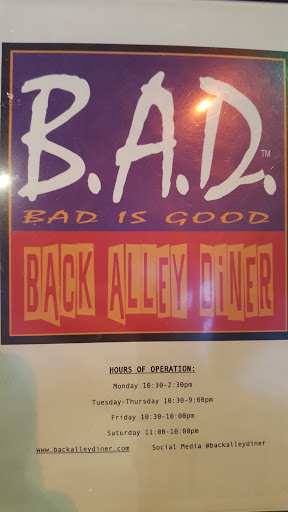 B.A.D.™
BAD IS GOOD
BACK ALLEY DiNER
HOURS OF OPERATION:
Monday 10:30-2:30pm
Tuesday-Thursday 10:30-9:00pm
Friday 10:30-10:00pm
Saturday 11:00-10:00pm
www.backalleydiner.com Social Media @backalleydiner